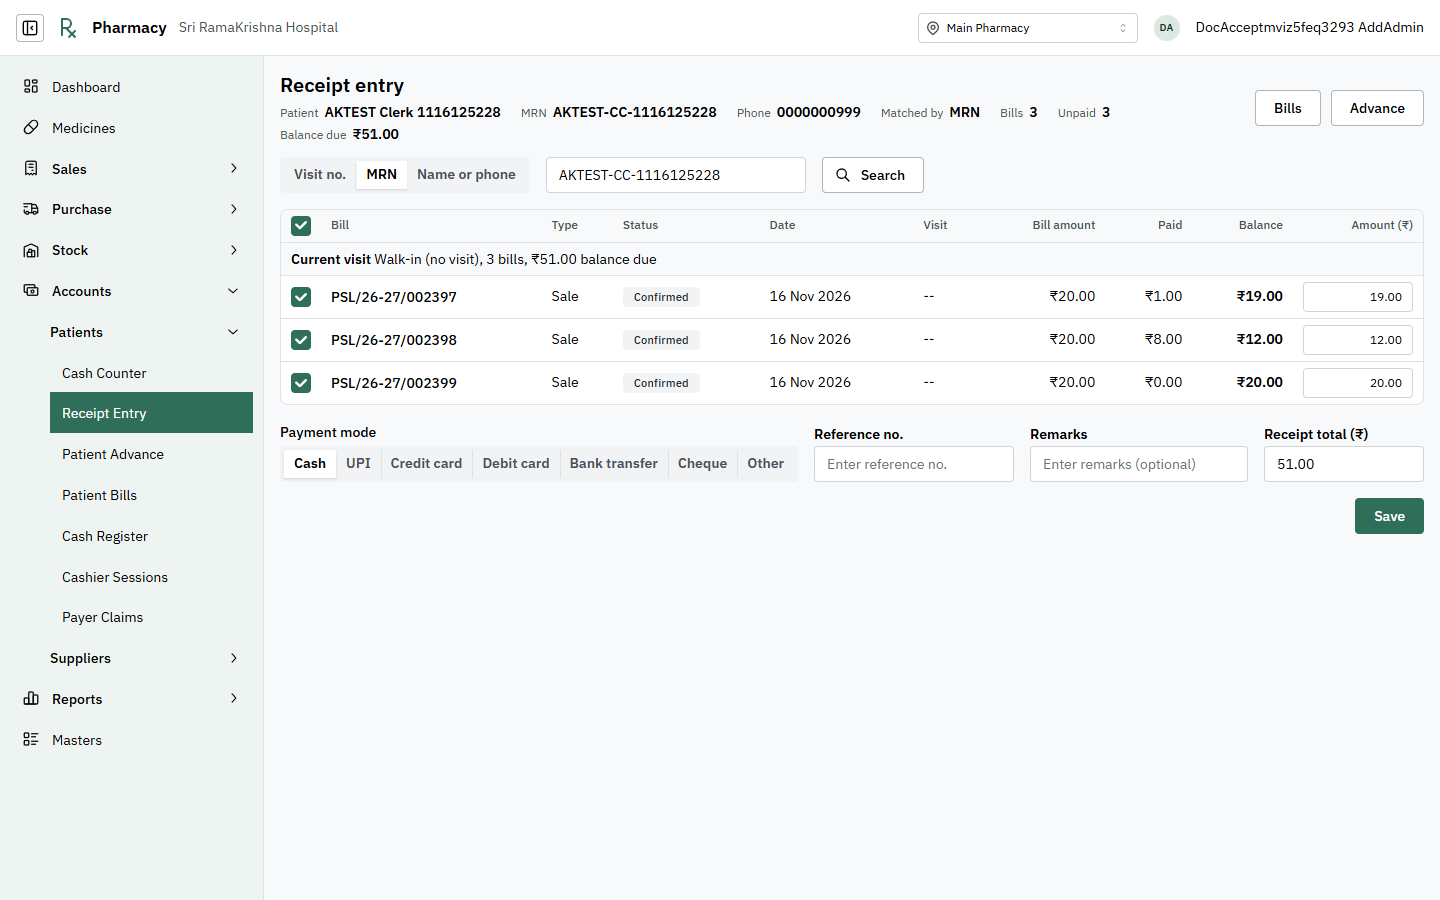 Pharmacy Sri RamaKrishna Hospital
Main Pharmacy
DA DocAcceptmviz5feq3293 AddAdmin
Dashboard
Medicines
Sales
Purchase
Stock
Accounts
Patients
Cash Counter
Receipt Entry
Patient Advance
Patient Bills
Cash Register
Cashier Sessions
Payer Claims
Suppliers
Reports
Masters
Receipt entry
Patient AKTEST Clerk 1116125228 MRN AKTEST-CC-1116125228 Phone 0000000999 Matched by MRN Bills 3 Unpaid 3
Balance due ₹51.00
Bills Advance
Visit no. MRN Name or phone AKTEST-CC-1116125228 Search
Bill Type Status Date Visit Bill amount Paid Balance Amount (₹)
Current visit Walk-in (no visit), 3 bills, ₹51.00 balance due
PSL/26-27/002397 Sale Confirmed 16 Nov 2026 -- ₹20.00 ₹1.00 ₹19.00 19.00
PSL/26-27/002398 Sale Confirmed 16 Nov 2026 -- ₹20.00 ₹8.00 ₹12.00 12.00
PSL/26-27/002399 Sale Confirmed 16 Nov 2026 -- ₹20.00 ₹0.00 ₹20.00 20.00
Payment mode Reference no. Remarks Receipt total (₹)
Cash UPI Credit card Debit card Bank transfer Cheque Other Enter reference no. Enter remarks (optional) 51.00
Save